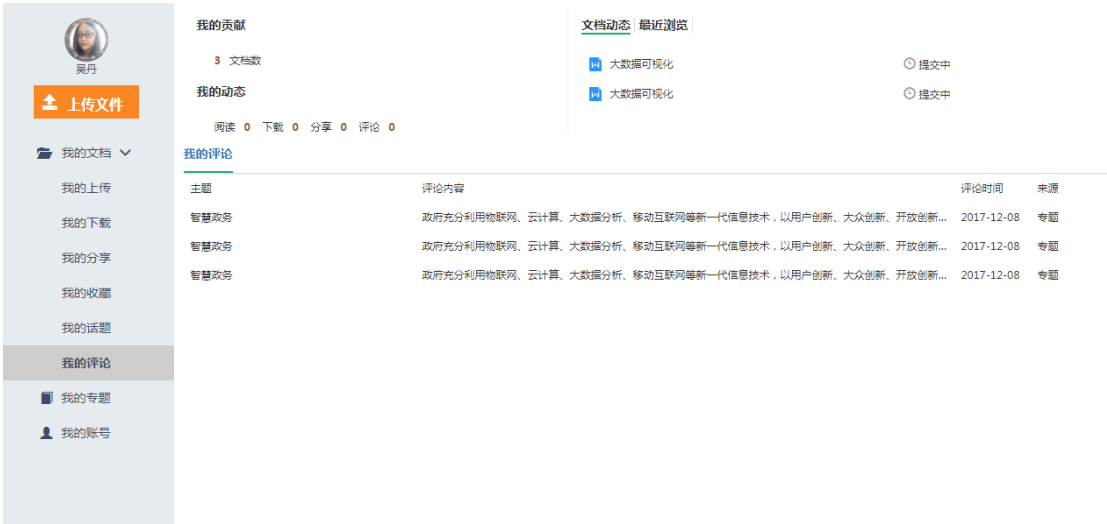 吴丹
上传文件
我的文档
我的上传
我的下载
我的分享
我的收藏
我的话题
我的评论
我的专题
我的账号
我的贡献
3 文档数
我的动态
阅读 0 下载 0 分享 0 评论 0
文档动态 最近浏览
大数据可视化 提交中
大数据可视化 提交中
我的评论
主题 评论内容 评论时间 来源
智慧政务 政府充分利用物联网、云计算、大数据分析、移动互联网等新一代信息技术，以用户创新、大众创新、开放创新... 2017-12-08 专题
智慧政务 政府充分利用物联网、云计算、大数据分析、移动互联网等新一代信息技术，以用户创新、大众创新、开放创新... 2017-12-08 专题
智慧政务 政府充分利用物联网、云计算、大数据分析、移动互联网等新一代信息技术，以用户创新、大众创新、开放创新... 2017-12-08 专题